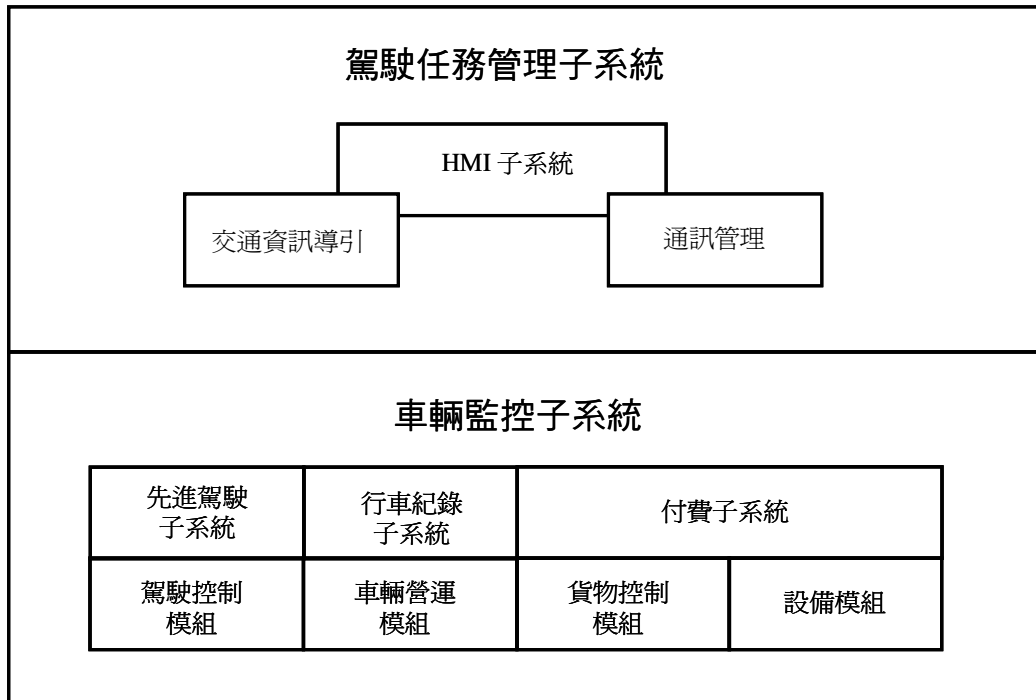 駕駛任務管理子系統
HMI 子系統
交通資訊導引
通訊管理
車輛監控子系統
先進駕駛
子系統
行車紀錄
子系統
付費子系統
駕駛控制
模組
車輛營運
模組
貨物控制
模組
設備模組